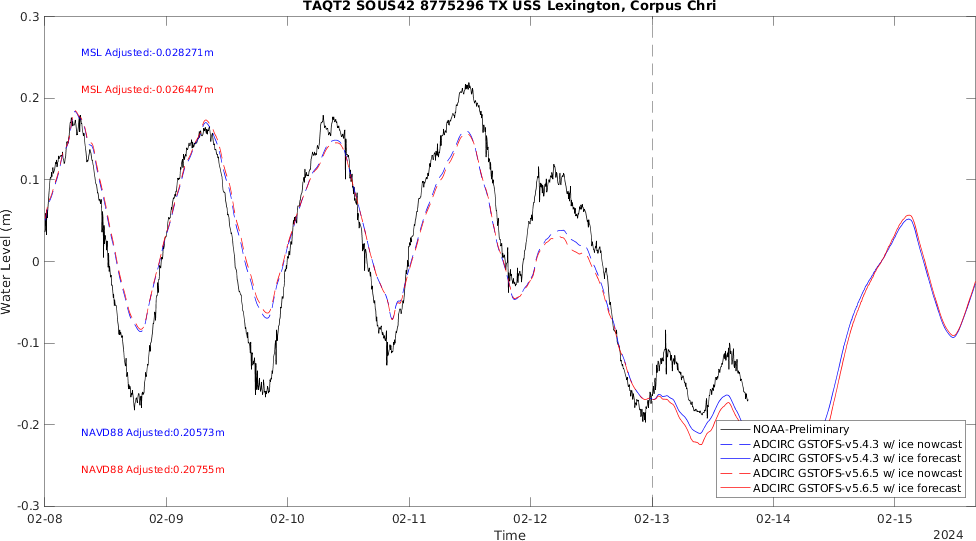 TAQT2 SOUS42 8775296 TX USS Lexington, Corpus Chri
0.3
MSL Adjusted:-0.028271m
MSL Adjusted:-0.026447m
0.2
0.1
0
-0.1
-0.2
-0.3
Water Level (m)
NAVD88 Adjusted:0.20573m
NAVD88 Adjusted:0.20755m
NOAA-Preliminary
ADCIRC GSTOFS-v5.4.3 w/ ice nowcast
ADCIRC GSTOFS-v5.4.3 w/ ice forecast
ADCIRC GSTOFS-v5.6.5 w/ ice nowcast
ADCIRC GSTOFS-v5.6.5 w/ ice forecast
02-08 02-09 02-10 02-11 02-12 02-13 02-14 02-15
Time
2024